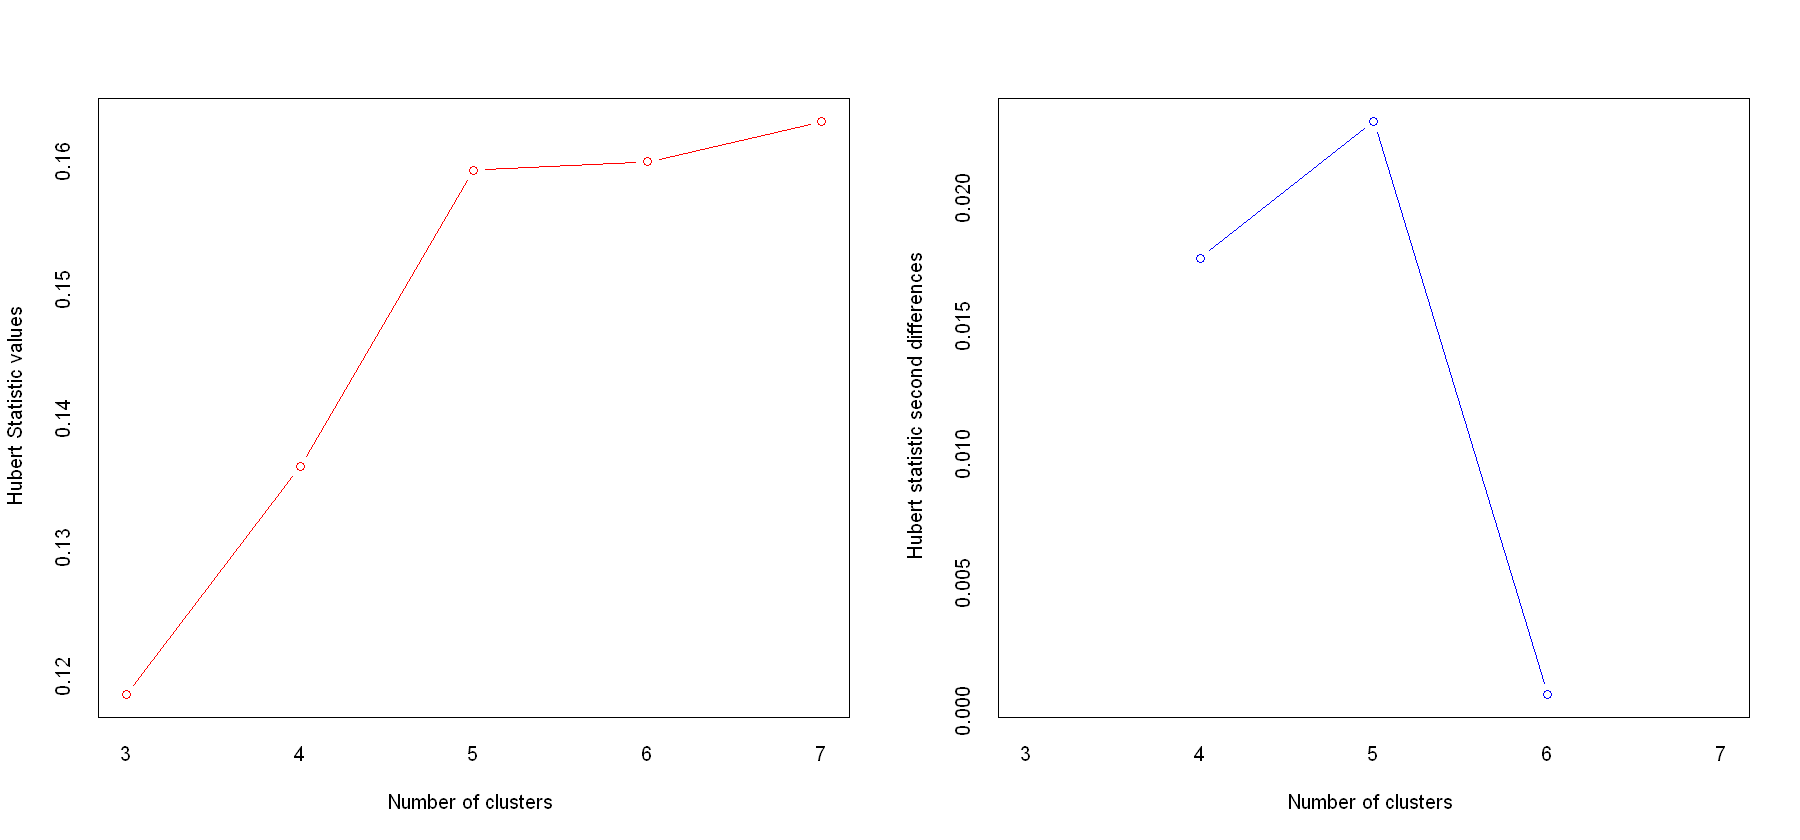 Hubert Statistic values
0.16
0.15
0.14
0.13
0.12
3 4 5 6 7
Number of clusters
Hubert statistic second differences
0.020
0.015
0.010
0.005
0.000
3 4 5 6 7
Number of clusters